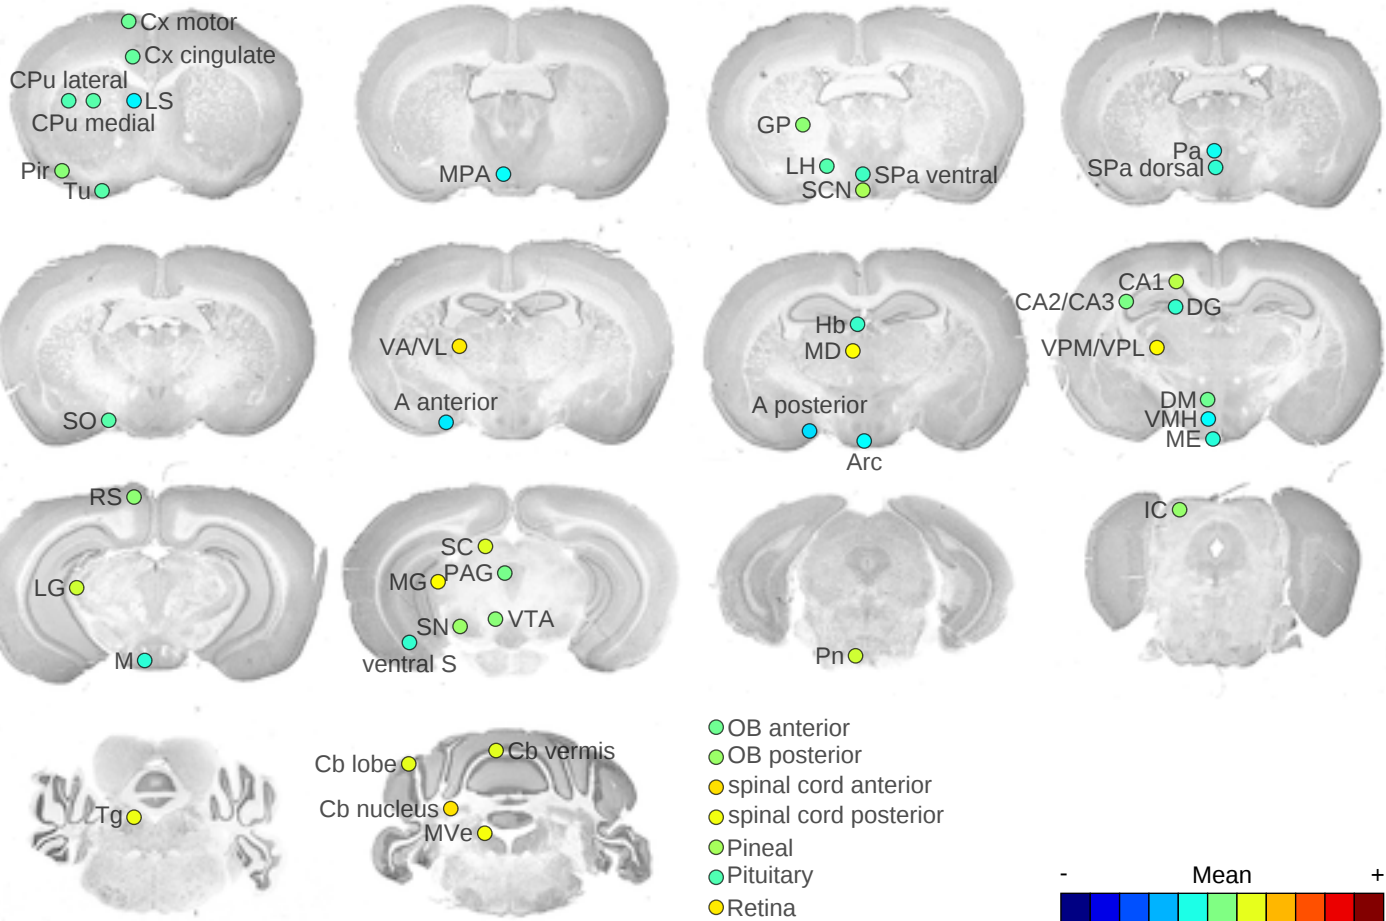 Cx motor
Cx cingulate
CPu lateral
LS
CPu medial
Pir
Tu
MPA
GP
LH
SPa ventral
SCN
Pa
SPa dorsal
SO
VA/VL
A anterior
Hb
MD
A posterior
Arc
CA1
CA2/CA3
DG
VPM/VPL
DM
VMH
ME
RS
LG
M
SC
PAG
MG
SN
VTA
ventral S
Pn
IC
Tg
Cb lobe
Cb vermis
Cb nucleus
MVe
OB anterior
OB posterior
spinal cord anterior
spinal cord posterior
Pineal
Pituitary
Retina
- Mean +